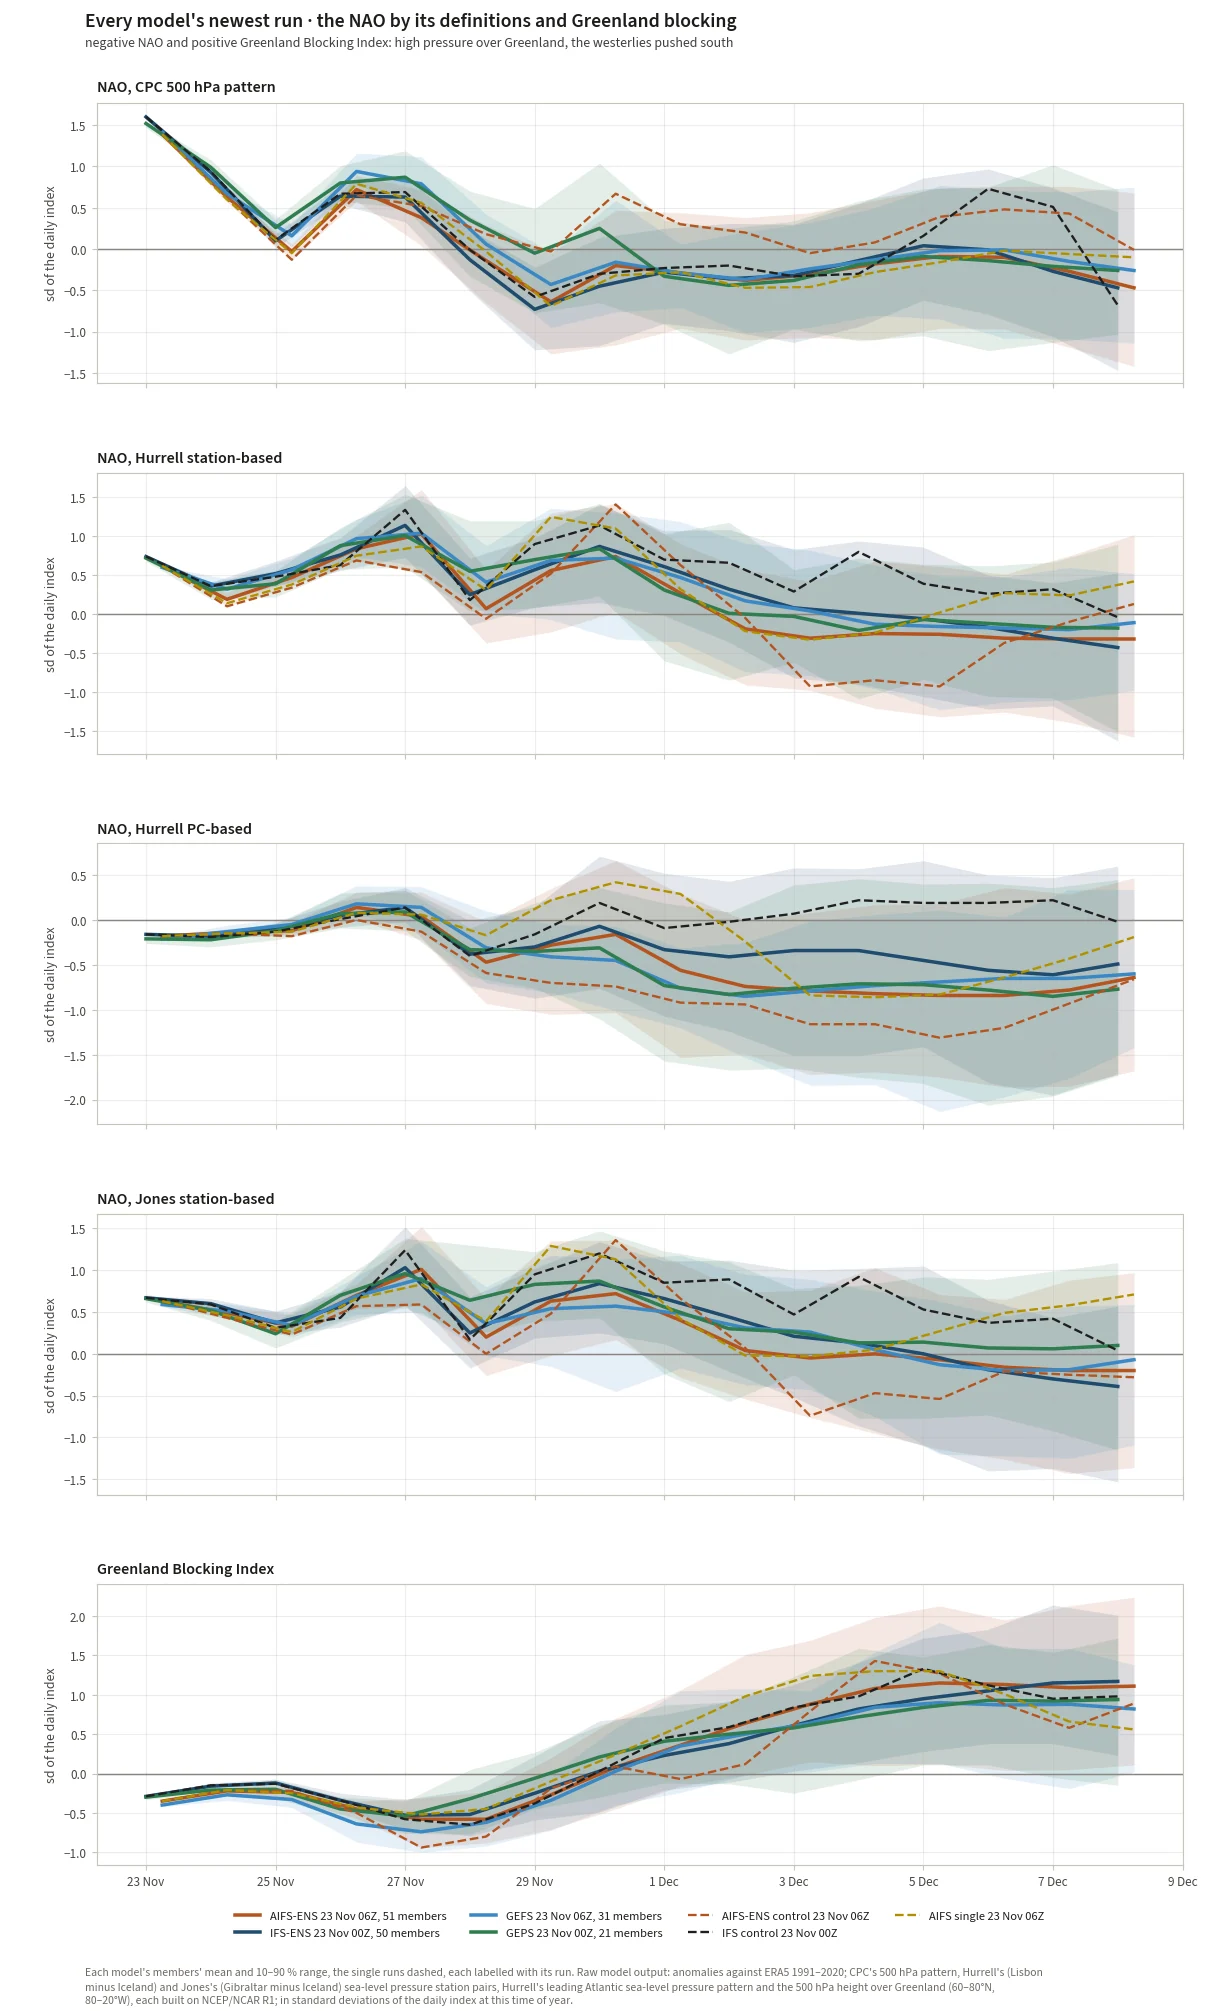 Every model's newest run · the NAO by its definitions and Greenland blocking
negative NAO and positive Greenland Blocking Index: high pressure over Greenland, the westerlies pushed south
NAO, CPC 500 hPa pattern
1.5
1.0
0.5
0.0
−0.5
−1.0
−1.5
sd of the daily index
NAO, Hurrell station-based
1.5
1.0
0.5
0.0
−0.5
−1.0
−1.5
sd of the daily index
NAO, Hurrell PC-based
0.5
0.0
−0.5
−1.0
−1.5
−2.0
sd of the daily index
NAO, Jones station-based
1.5
1.0
0.5
0.0
−0.5
−1.0
−1.5
sd of the daily index
Greenland Blocking Index
2.0
1.5
1.0
0.5
0.0
−0.5
−1.0
sd of the daily index
23 Nov 25 Nov 27 Nov 29 Nov 1 Dec 3 Dec 5 Dec 7 Dec 9 Dec
AIFS-ENS 23 Nov 06Z, 51 members GEFS 23 Nov 06Z, 31 members AIFS-ENS control 23 Nov 06Z AIFS single 23 Nov 06Z
IFS-ENS 23 Nov 00Z, 50 members GEPS 23 Nov 00Z, 21 members IFS control 23 Nov 00Z
Each model's members' mean and 10–90 % range, the single runs dashed, each labelled with its run. Raw model output: anomalies against ERA5 1991–2020; CPC's 500 hPa pattern, Hurrell's (Lisbon
minus Iceland) and Jones's (Gibraltar minus Iceland) sea-level pressure station pairs, Hurrell's leading Atlantic sea-level pressure pattern and the 500 hPa height over Greenland (60–80°N,
80–20°W), each built on NCEP/NCAR R1; in standard deviations of the daily index at this time of year.